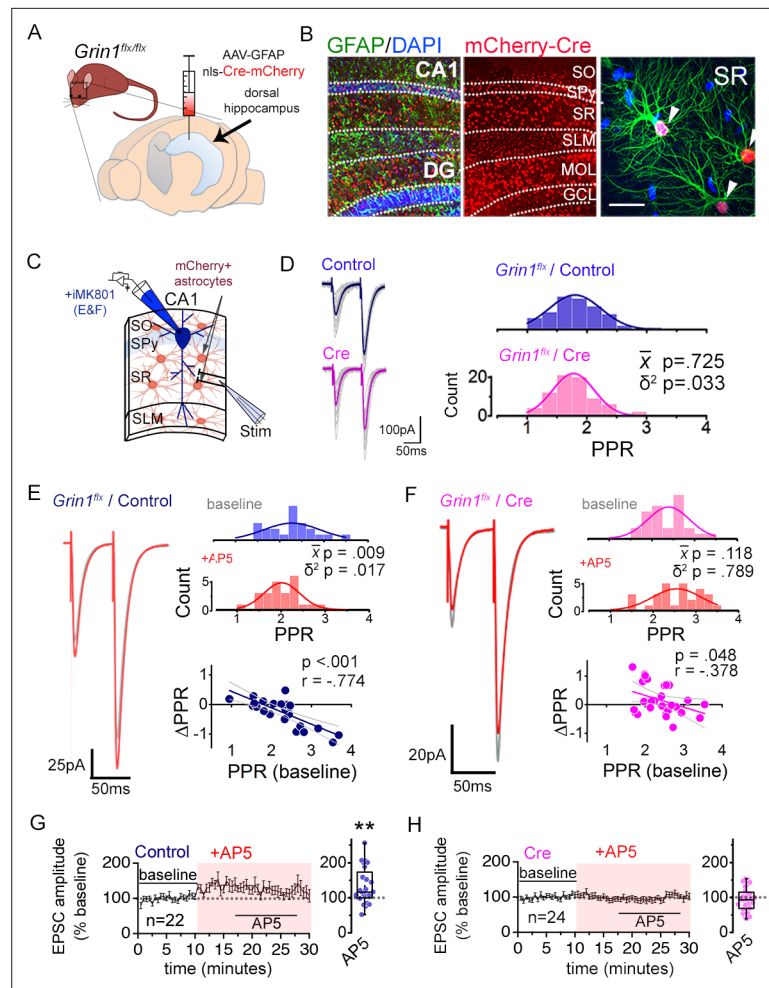 A
Grin1flx/flx
AAV-GFAP
nls-Cre-mCherry
dorsal
hippocampus
B
GFAP/DAPI mCherry-Cre
CA1
DG
SO
SPy
SR
SLM
MOL
GCL
SR
C
+iMK801
(E&F)
mCherry+
astrocytes
CA1
SO
SPy
SR
SLM
Stim
D
Control
Cre
100pA
50ms
Grin1flx / Control
Grin1flx / Cre
x̅ p=.725
δ² p=.033
Count
20
0
1 2 3 4
PPR
E
Grin1flx / Control
25pA
50ms
baseline
x̅ p = .009
δ² p = .017
+AP5
Count
5
0
0 1 2 3 4
PPR
p <.001
r = -.774
ΔPPR
1
0
-1
1 2 3 4
PPR (baseline)
F
Grin1flx / Cre
20pA
50ms
baseline
x̅ p = .118
δ² p = .789
+AP5
Count
5
0
1 2 3 4
PPR
p = .048
r = -.378
ΔPPR
1
0
-1
1 2 3 4
PPR (baseline)
G
Control +AP5
baseline
EPSC amplitude
(% baseline)
200
100
0
n=22
AP5
0 5 10 15 20 25 30
time (minutes)
**
200
100
0
AP5
H
Cre +AP5
baseline
EPSC amplitude
(% baseline)
200
100
0
n=24
AP5
0 5 10 15 20 25 30
time (minutes)
200
100
0
AP5